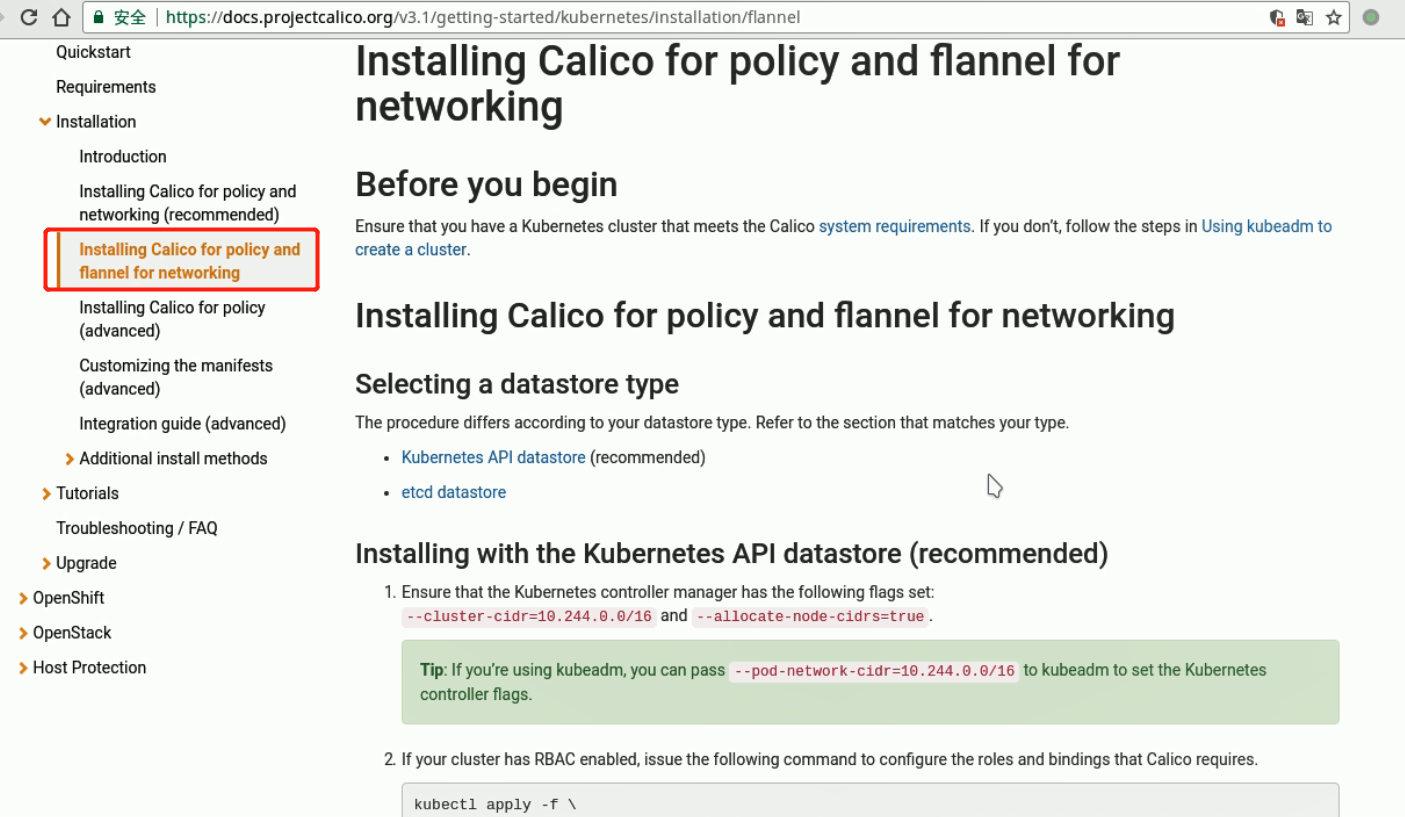 安全
https://docs.projectcalico.org/v3.1/getting-started/kubernetes/installation/flannel
Quickstart
Requirements
Installation
Introduction
Installing Calico for policy and
networking (recommended)
Installing Calico for policy and
flannel for networking
Installing Calico for policy
(advanced)
Customizing the manifests
(advanced)
Integration guide (advanced)
Additional install methods
Tutorials
Troubleshooting / FAQ
Upgrade
OpenShift
OpenStack
Host Protection
Installing Calico for policy and flannel for
networking
Before you begin
Ensure that you have a Kubernetes cluster that meets the Calico system requirements. If you don’t, follow the steps in Using kubeadm to
create a cluster.
Installing Calico for policy and flannel for networking
Selecting a datastore type
The procedure differs according to your datastore type. Refer to the section that matches your type.
• Kubernetes API datastore (recommended)
• etcd datastore
Installing with the Kubernetes API datastore (recommended)
1. Ensure that the Kubernetes controller manager has the following flags set:
--cluster-cidr=10.244.0.0/16 and --allocate-node-cidrs=true.
Tip: If you’re using kubeadm, you can pass --pod-network-cidr=10.244.0.0/16 to kubeadm to set the Kubernetes
controller flags.
2. If your cluster has RBAC enabled, issue the following command to configure the roles and bindings that Calico requires.
kubectl apply -f \